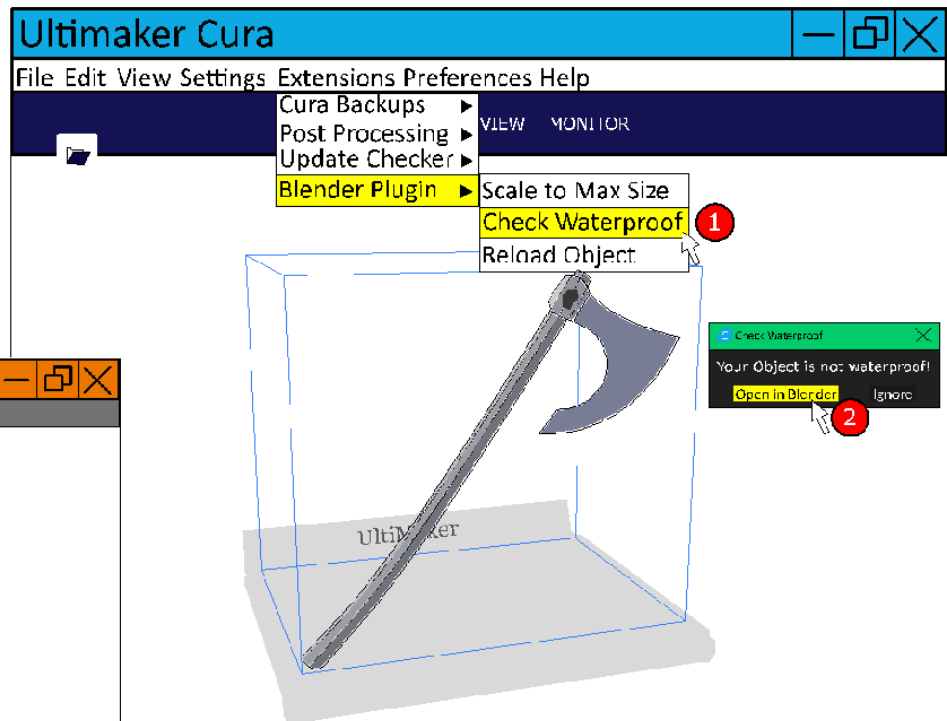 Ultimaker Cura
File Edit View Settings Extensions Preferences Help
Cura Backups
VIEW MONITOR
Post Processing
Update Checker
Blender Plugin
Scale to Max Size
Check Waterproof
1
Reload Object
Check Waterproof
Your Object is not waterproof!
Open in Blender Ignore
2
UltiMaker